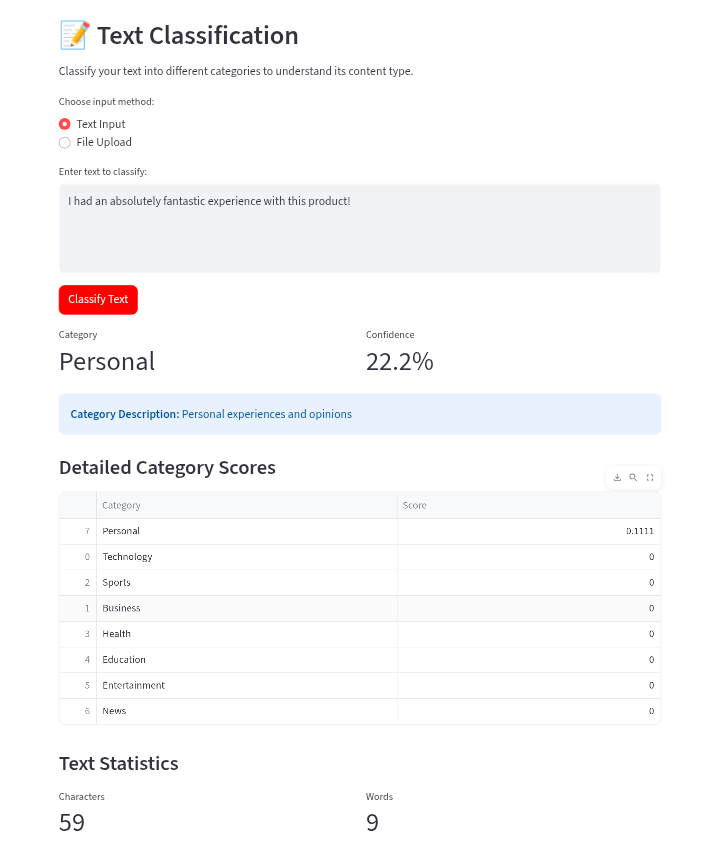 📝 Text Classification
Classify your text into different categories to understand its content type.
Choose input method:
Text Input
File Upload
Enter text to classify:
I had an absolutely fantastic experience with this product!
Classify Text
Category Confidence
Personal 22.2%
Category Description: Personal experiences and opinions
Detailed Category Scores
Category Score
7 Personal 0.1111
0 Technology 0
2 Sports 0
1 Business 0
3 Health 0
4 Education 0
5 Entertainment 0
6 News 0
Text Statistics
Characters Words
59 9